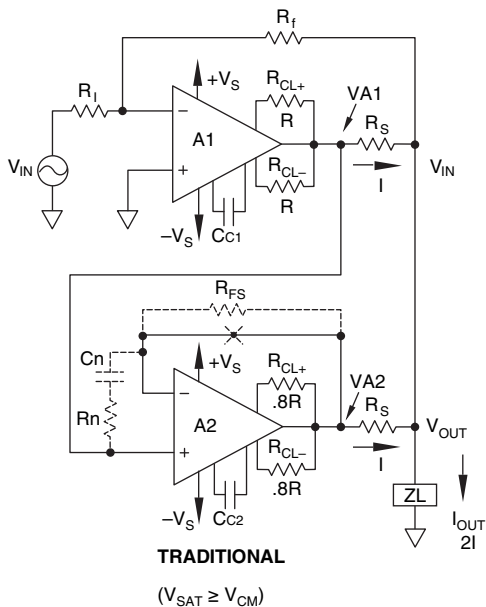 R_f
+V_S
R_CL+
R_I
VA1
R
R_S
−
A1
V_IN
R_CL−
V_IN
+
I
R
−V_S
C_C1
R_FS
Cn
+V_S
R_CL+
VA2
.8R
R_S
Rn
−
A2
V_OUT
R_CL−
+
I
.8R
ZL
−V_S
C_C2
I_OUT
2I
TRADITIONAL
(V_SAT ≥ V_CM)